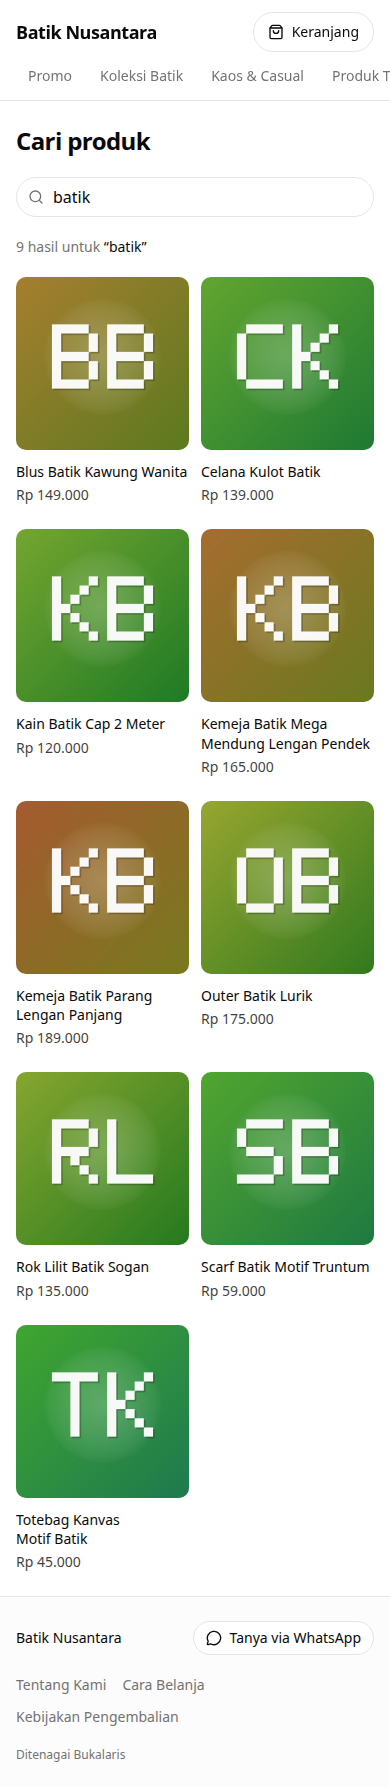 Batik Nusantara
Keranjang
Promo
Koleksi Batik
Kaos & Casual
Produk T
Cari produk
batik
9 hasil untuk “batik”
BB
CK
Blus Batik Kawung Wanita
Rp 149.000
Celana Kulot Batik
Rp 139.000
KB
KB
Kain Batik Cap 2 Meter
Rp 120.000
Kemeja Batik Mega
Mendung Lengan Pendek
Rp 165.000
KB
OB
Kemeja Batik Parang
Lengan Panjang
Rp 189.000
Outer Batik Lurik
Rp 175.000
RL
SB
Rok Lilit Batik Sogan
Rp 135.000
Scarf Batik Motif Truntum
Rp 59.000
TK
Totebag Kanvas
Motif Batik
Rp 45.000
Batik Nusantara
Tanya via WhatsApp
Tentang Kami
Cara Belanja
Kebijakan Pengembalian
Ditenagai Bukalaris